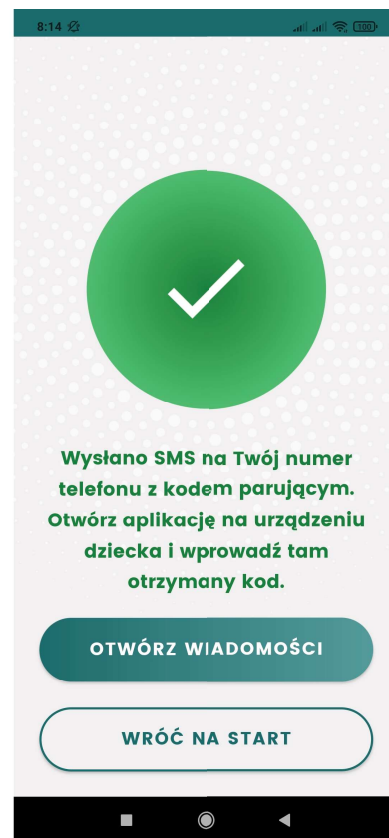 8:14
100
Wysłano SMS na Twój numer
telefonu z kodem parującym.
Otwórz aplikację na urządzeniu
dziecka i wprowadź tam
otrzymany kod.
OTWÓRZ WIADOMOŚCI
WRÓĆ NA START